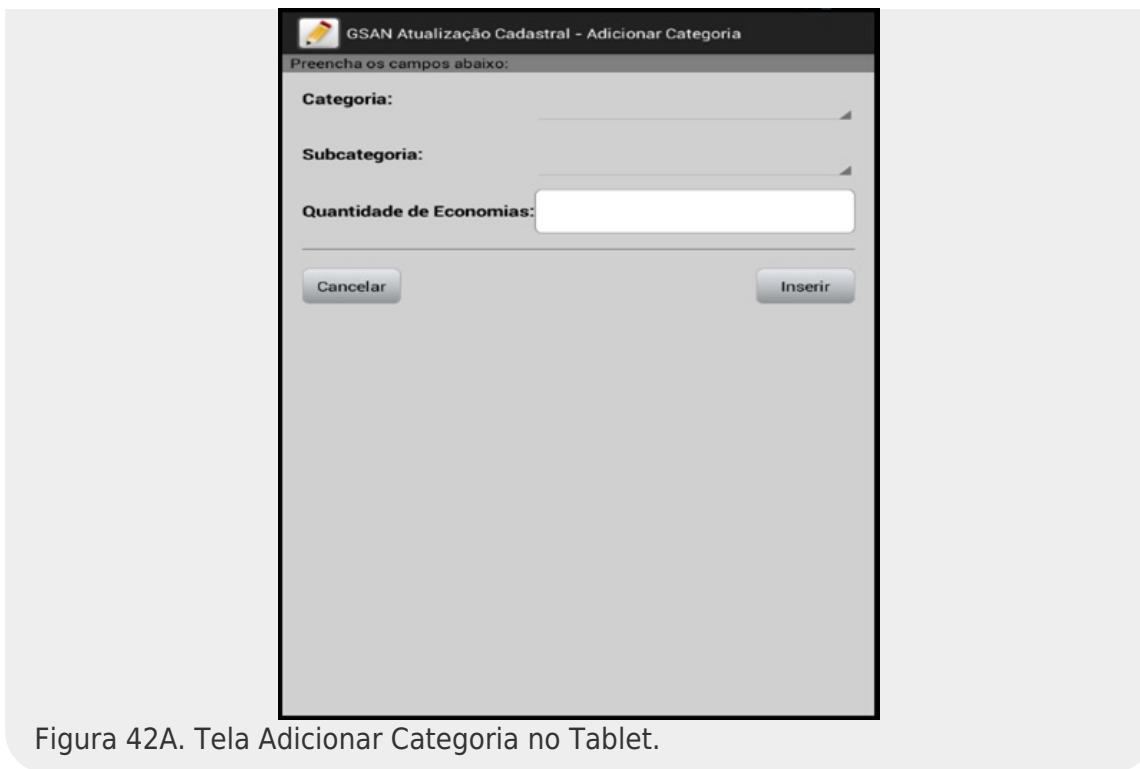 GSAN Atualização Cadastral - Adicionar Categoria
Preencha os campos abaixo:
Categoria:
Subcategoria:
Quantidade de Economias:
Cancelar
Inserir
Figura 42A. Tela Adicionar Categoria no Tablet.